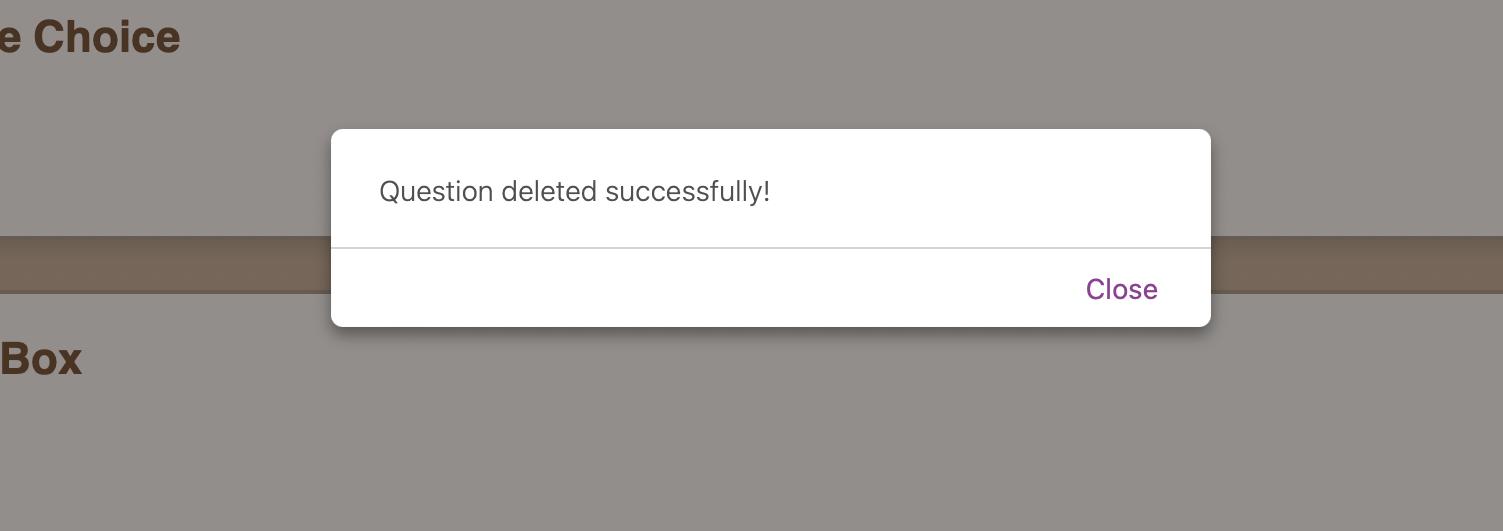 e Choice
Question deleted successfully!
Close
Box